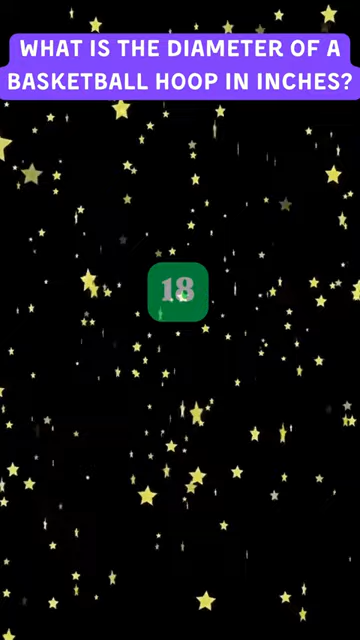 WHAT IS THE DIAMETER OF A
BASKETBALL HOOP IN INCHES?
18